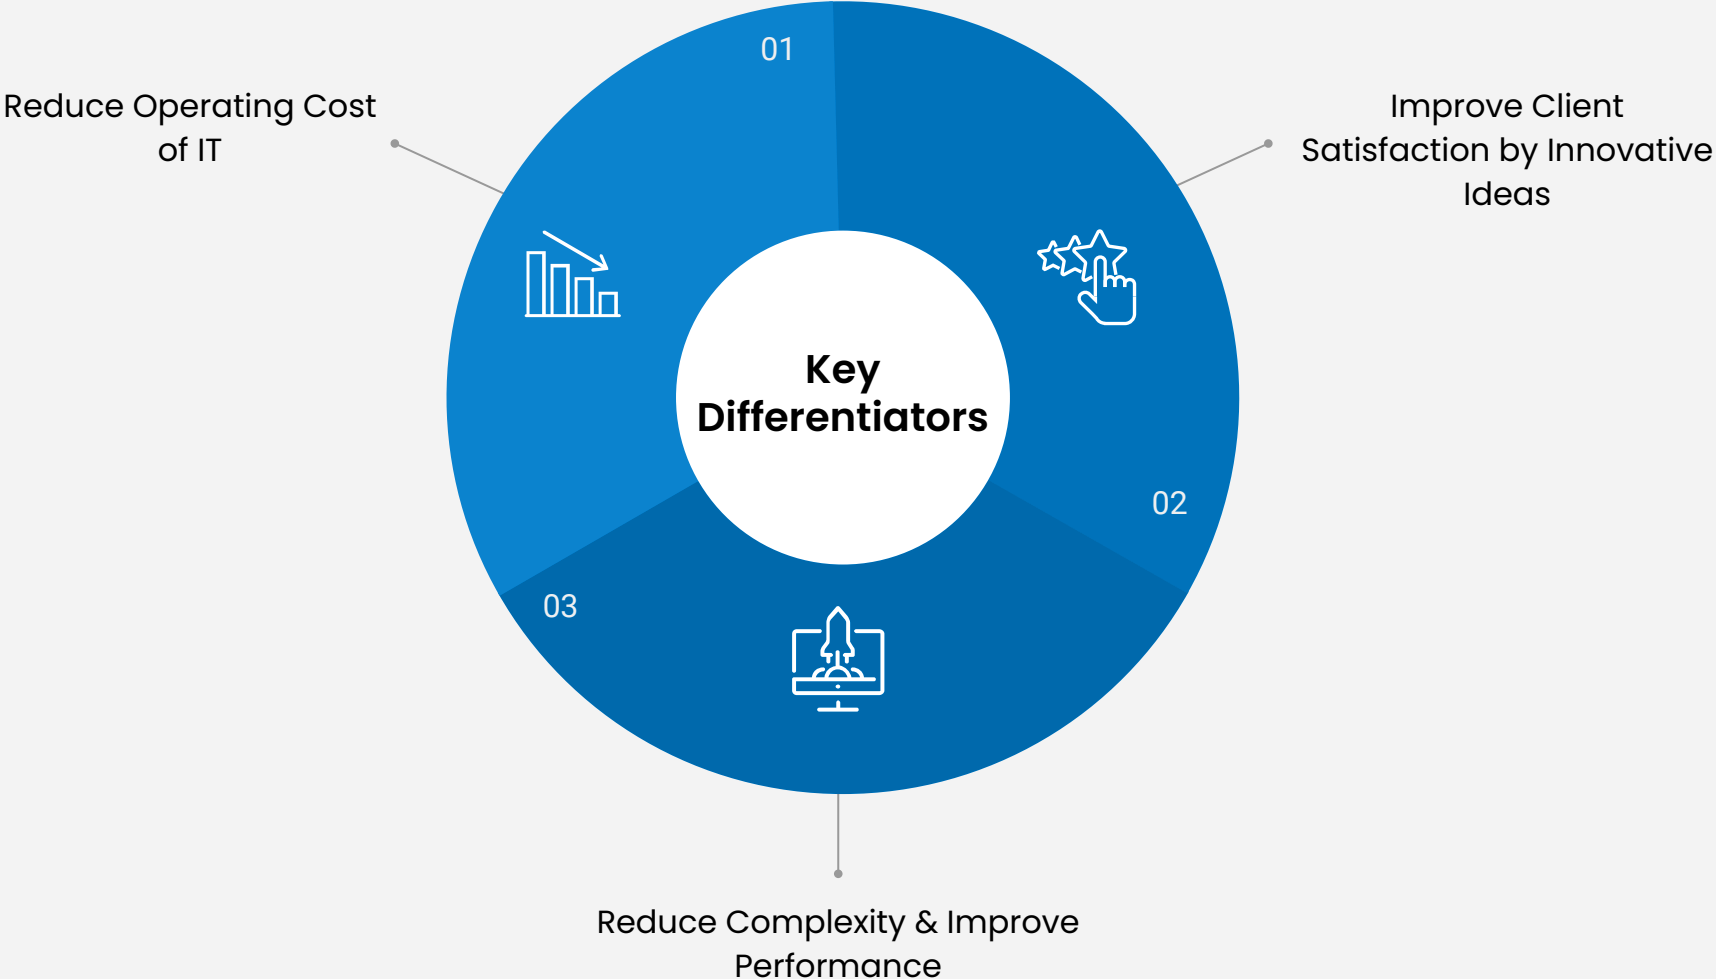 01
Reduce Operating Cost
of IT
Improve Client
Satisfaction by Innovative
Ideas
Key
Differentiators
02
03
Reduce Complexity & Improve
Performance